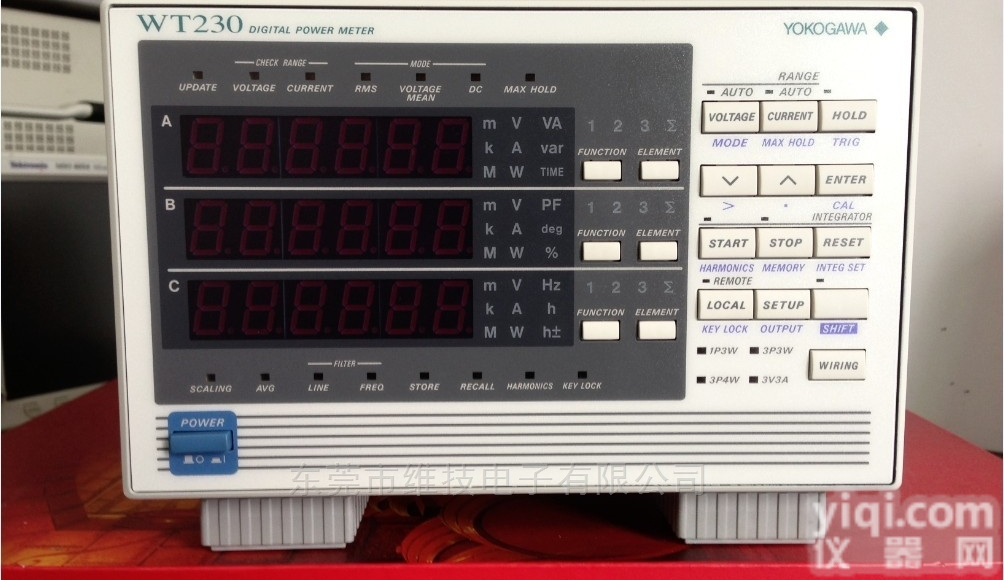 WT230 DIGITAL POWER METER YOKOGAWA
CHECK RANGE MODE
UPDATE VOLTAGE CURRENT RMS VOLTAGE MEAN DC MAX HOLD
A
m V VA
k A var
M W TIME
1 2 3 Σ
FUNCTION ELEMENT
B
m V PF
k A deg
M W %
1 2 3 Σ
FUNCTION ELEMENT
C
m V Hz
k A h
M W h±
1 2 3 Σ
FUNCTION ELEMENT
FILTER
SCALING AVG LINE FREQ STORE RECALL HARMONICS KEY LOCK
RANGE
AUTO AUTO
VOLTAGE CURRENT HOLD
MODE MAX HOLD TRIG
ENTER
> • CAL
INTEGRATOR
START STOP RESET
HARMONICS MEMORY INTEG SET
REMOTE
LOCAL SETUP
KEY LOCK OUTPUT SHIFT
1P3W 3P3W
3P4W 3V3A
WIRING
POWER
东莞市维技电子有限公司
yiqi.com
仪器网
Tektronix